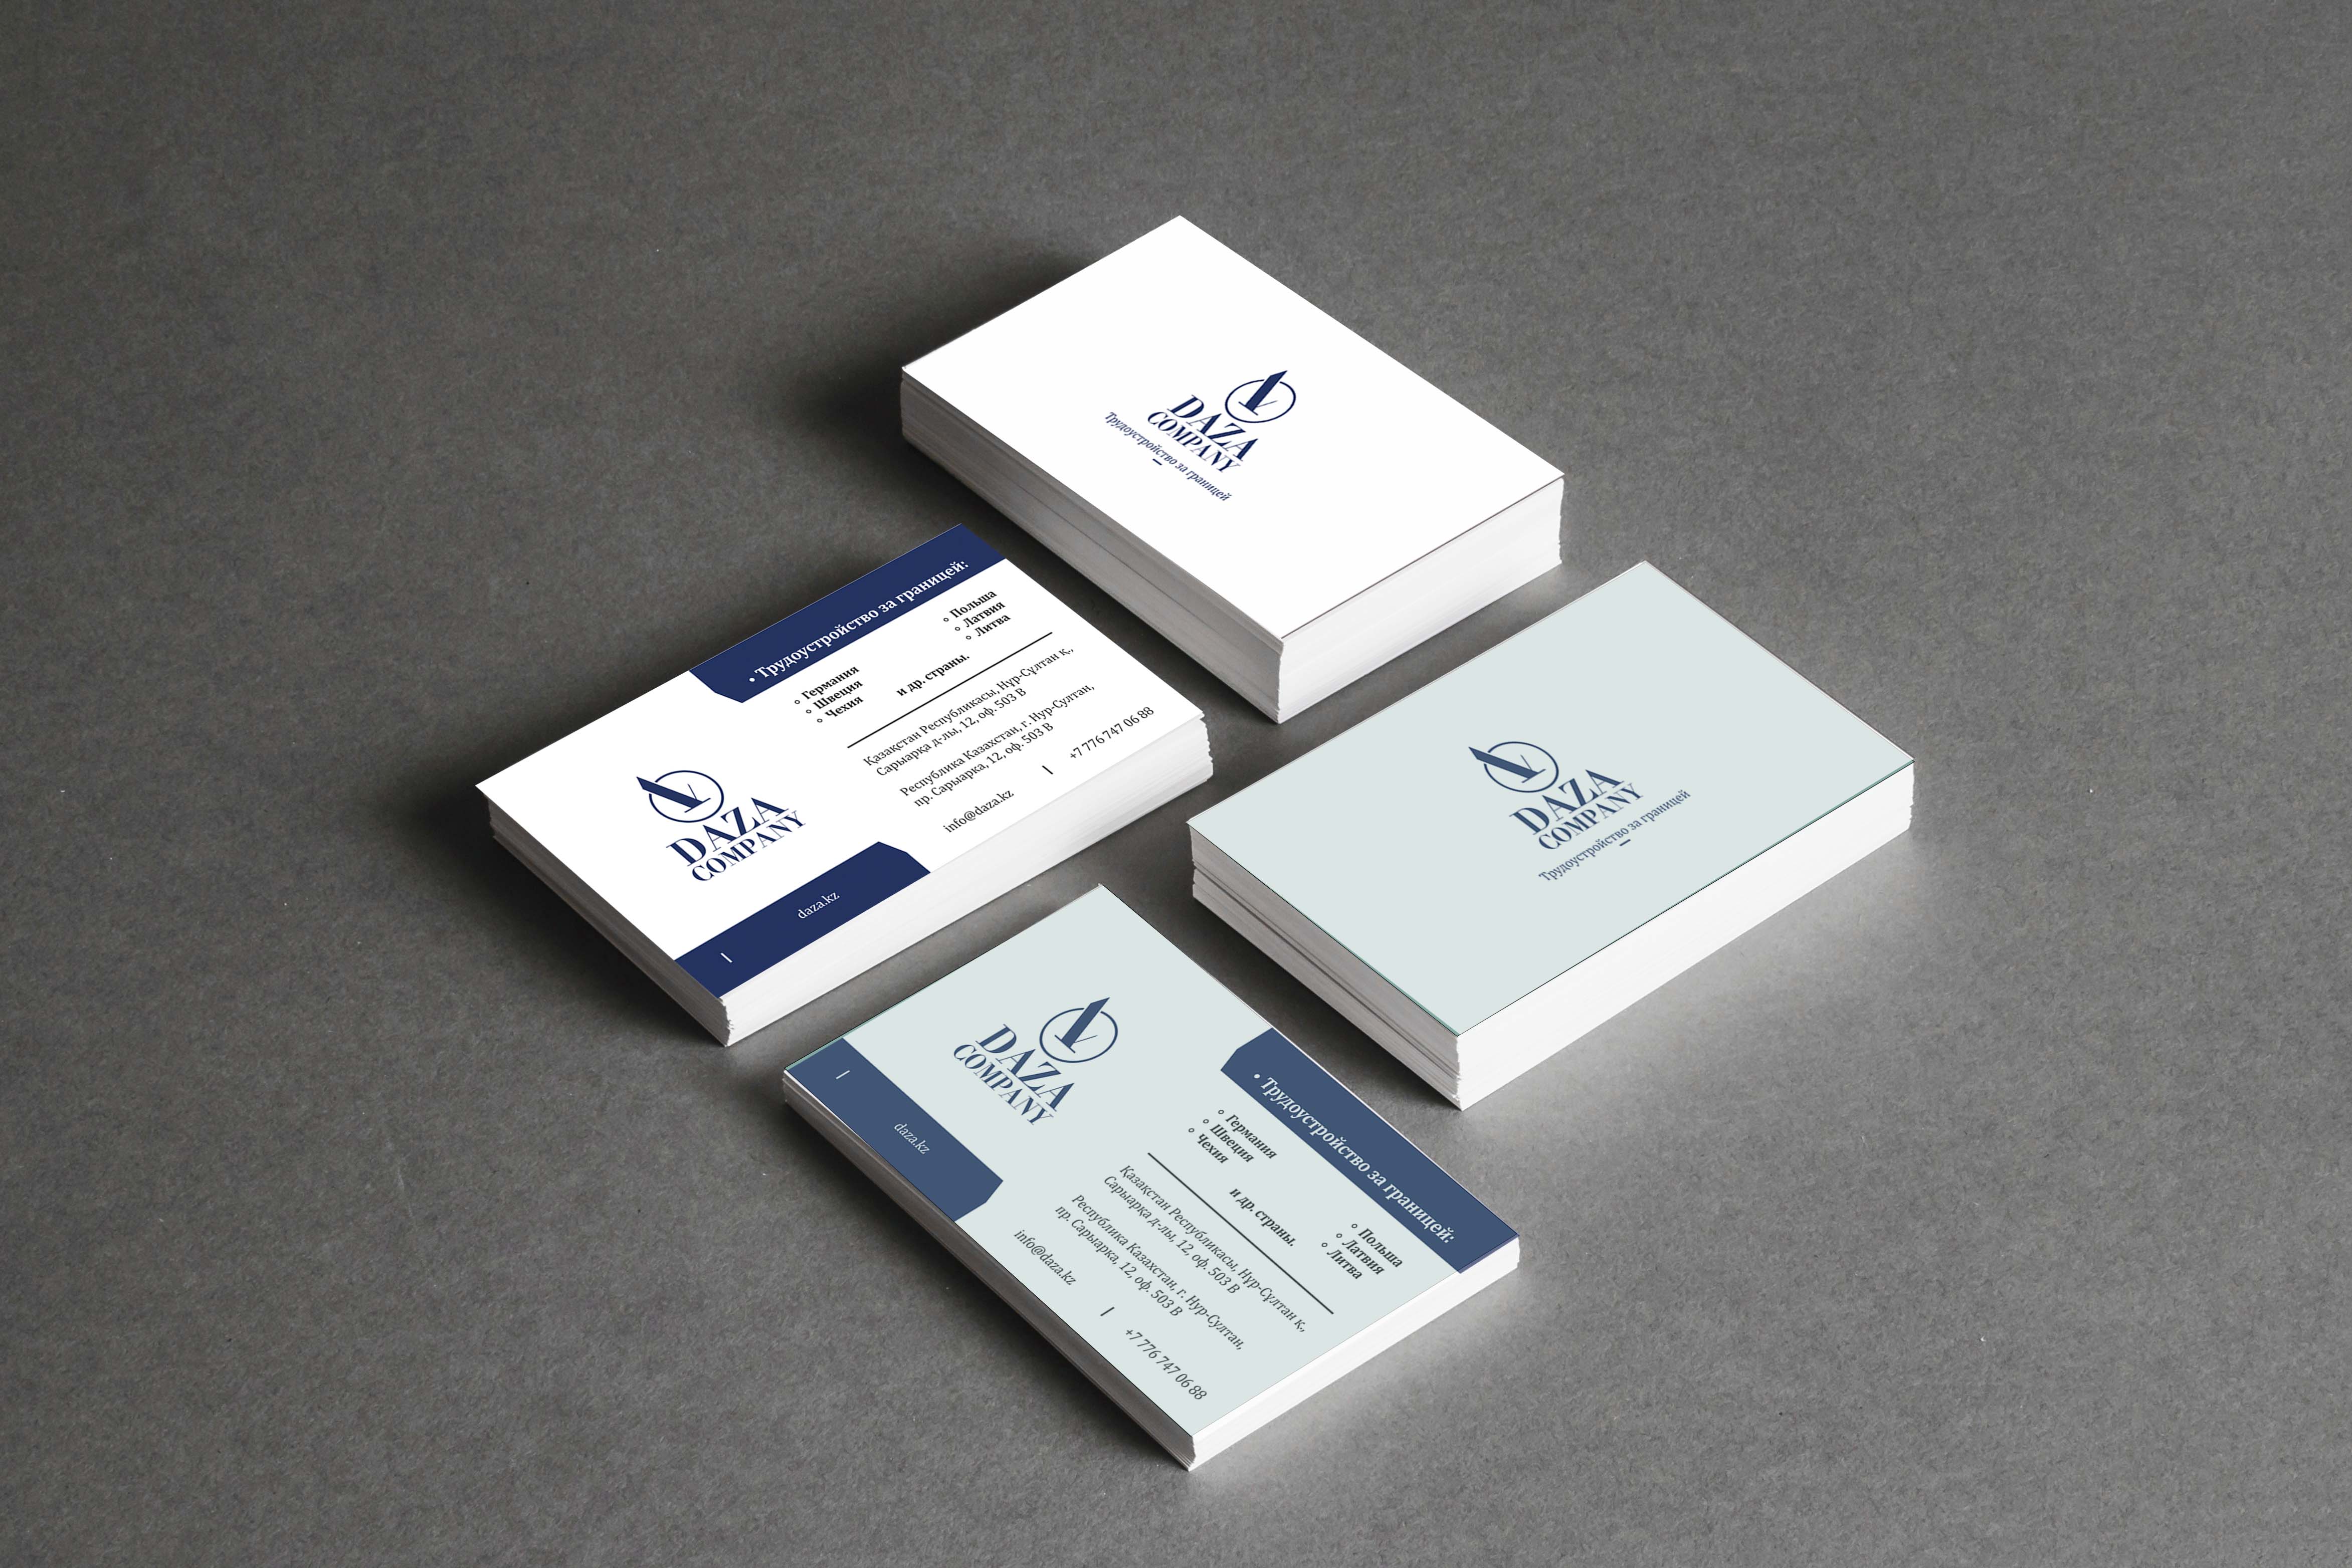 DAZA
COMPANY
Трудоустройство за границей
• Трудоустройство за границей:
◦ Германия
◦ Швеция
◦ Чехия
◦ Польша
◦ Латвия
◦ Литва
и др. страны.
Қазақстан Республикасы, Нұр-Сұлтан қ.,
Сарыарқа д-лы, 12, оф. 503 В
Республика Казахстан, г. Нур-Султан,
пр. Сарыарка, 12, оф. 503 В
info@daza.kz
+7 776 747 06 88
DAZA
COMPANY
daza.kz
DAZA
COMPANY
Трудоустройство за границей
DAZA
COMPANY
daza.kz
• Трудоустройство за границей:
◦ Германия
◦ Швеция
◦ Чехия
◦ Польша
◦ Латвия
◦ Литва
и др. страны.
Қазақстан Республикасы, Нұр-Сұлтан қ.,
Сарыарқа д-лы, 12, оф. 503 В
Республика Казахстан, г. Нур-Султан,
пр. Сарыарка, 12, оф. 503 В
info@daza.kz
+7 776 747 06 88